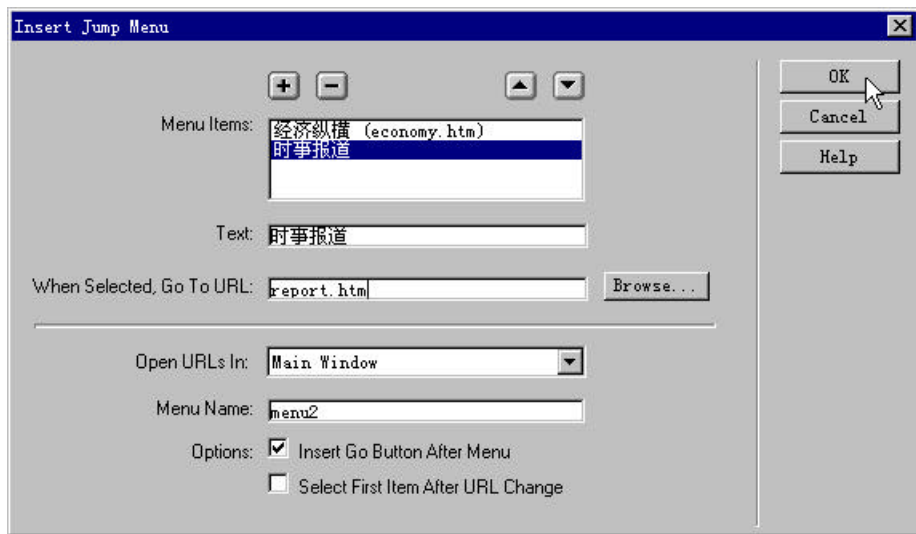 Insert Jump Menu
OK
Cancel
Help
Menu Items:
经济纵横 (economy.htm)
时事报道
Text: 时事报道
When Selected, Go To URL: report.htm Browse...
Open URLs In: Main Window
Menu Name: menu2
Options: Insert Go Button After Menu
Select First Item After URL Change